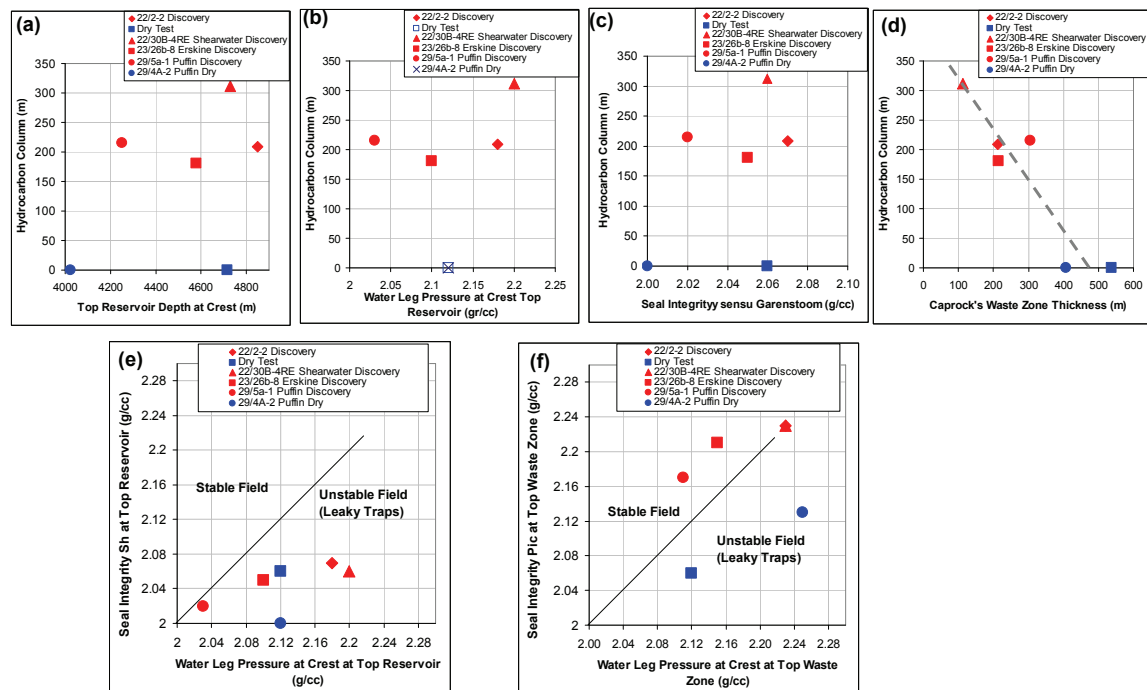 (a)
22/2-2 Discovery
Dry Test
22/30B-4RE Shearwater Discovery
23/26b-8 Erskine Discovery
29/5a-1 Puffin Discovery
29/4A-2 Puffin Dry
Hydrocarbon Column (m)
350
300
250
200
150
100
50
0
4000 4200 4400 4600 4800
Top Reservoir Depth at Crest (m)
(b)
22/2-2 Discovery
Dry Test
22/30B-4RE Shearwater Discovery
23/26b-8 Erskine Discovery
29/5a-1 Puffin Discovery
29/4A-2 Puffin Dry
Hydrocarbon Column (m)
350
300
250
200
150
100
50
0
2 2.05 2.1 2.15 2.2 2.25
Water Leg Pressure at Crest Top
Reservoir (gr/cc)
(c)
22/2-2 Discovery
Dry Test
22/30B-4RE Shearwater Discovery
23/26b-8 Erskine Discovery
29/5a-1 Puffin Discovery
29/4A-2 Puffin Dry
Hydrocarbon Column (m)
350
300
250
200
150
100
50
0
2.00 2.02 2.04 2.06 2.08 2.10
Seal Integrityy sensu Garenstoom (g/cc)
(d)
22/2-2 Discovery
Dry Test
22/30B-4RE Shearwater Discovery
23/26b-8 Erskine Discovery
29/5a-1 Puffin Discovery
29/4A-2 Puffin Dry
Hydrocarbon Column (m)
350
300
250
200
150
100
50
0
0 100 200 300 400 500 600
Caprock's Waste Zone Thickness (m)
(e)
22/2-2 Discovery
Dry Test
22/30B-4RE Shearwater Discovery
23/26b-8 Erskine Discovery
29/5a-1 Puffin Discovery
29/4A-2 Puffin Dry
Seal Integrity Sh at Top Reservoir (g/cc)
2.28
2.24
2.2
2.16
2.12
2.08
2.04
2
Stable Field
Unstable Field
(Leaky Traps)
2 2.04 2.08 2.12 2.16 2.2 2.24 2.28
Water Leg Pressure at Crest at Top Reservoir
(g/cc)
(f)
22/2-2 Discovery
Dry Test
22/30B-4RE Shearwater Discovery
23/26b-8 Erskine Discovery
29/5a-1 Puffin Discovery
29/4A-2 Puffin Dry
Seal Integrity Pic at Top Waste Zone (g/cc)
2.28
2.24
2.2
2.16
2.12
2.08
2.04
2
Stable Field
Unstable Field
(Leaky Traps)
2.00 2.04 2.08 2.12 2.16 2.20 2.24 2.28
Water Leg Pressure at Crest at Top Waste
Zone (g/cc)